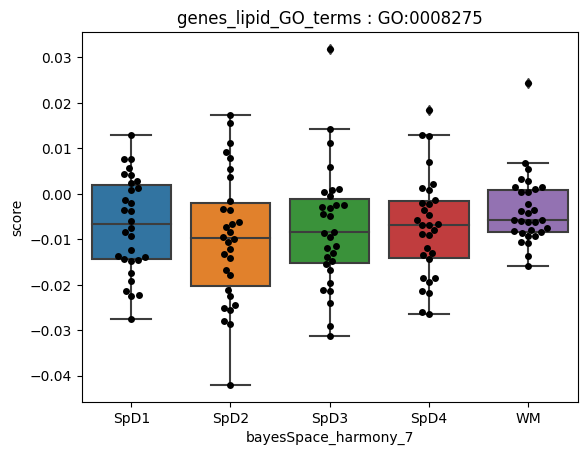 genes_lipid_GO_terms : GO:0008275
score
0.03
0.02
0.01
0.00
−0.01
−0.02
−0.03
−0.04
SpD1 SpD2 SpD3 SpD4 WM
bayesSpace_harmony_7